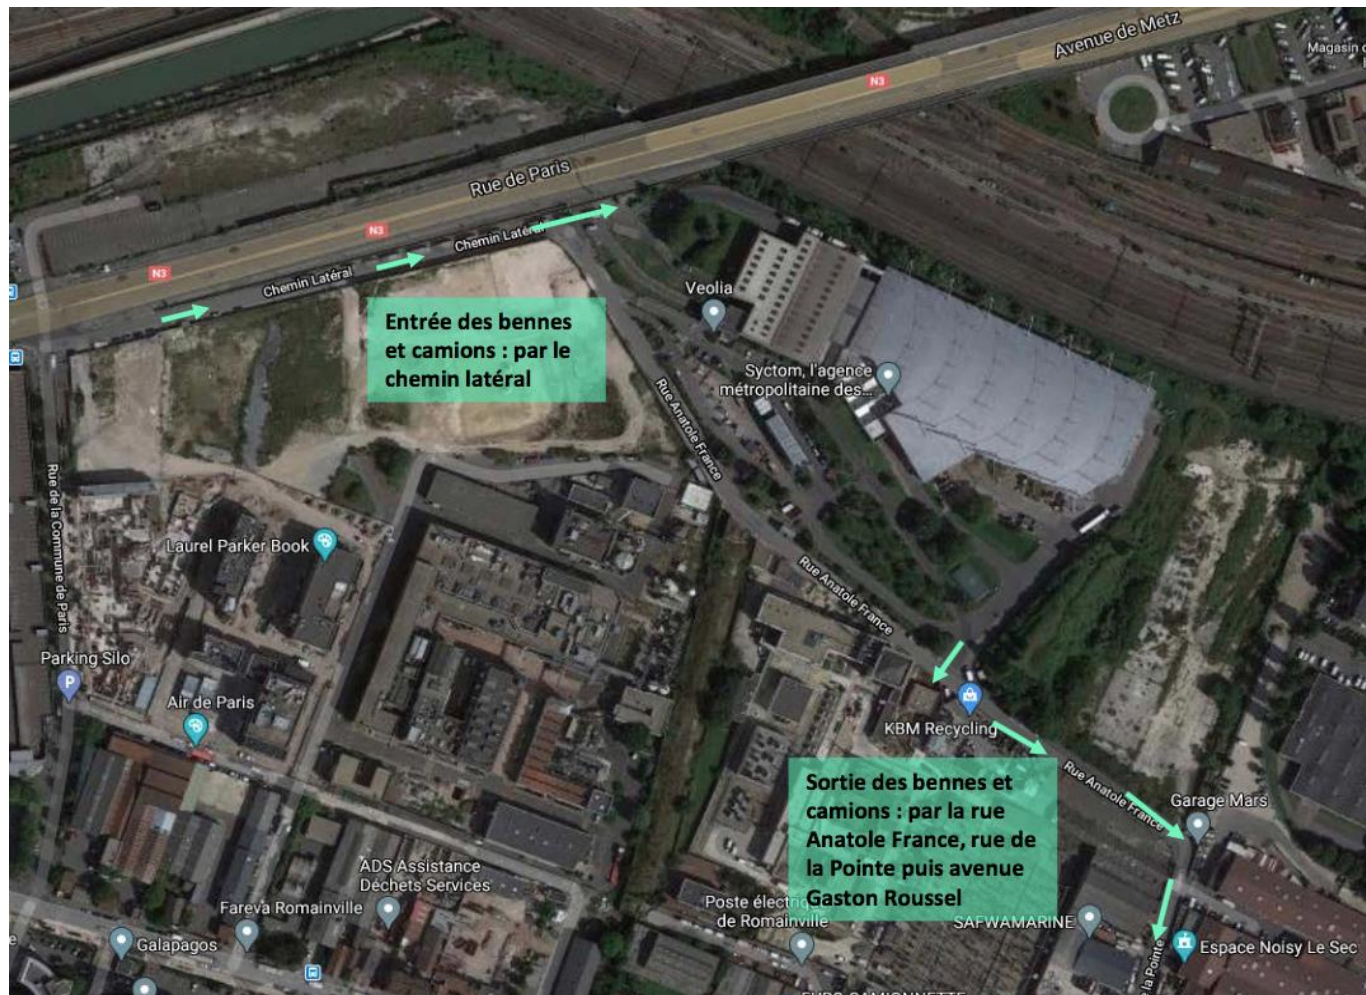 Avenue de Metz
Magasin
N3
Rue de Paris
N3
Chemin Latéral
N3
Chemin Latéral
Veolia
Entrée des bennes
et camions : par le
chemin latéral
Syctom, l'agence
métropolitaine des...
Rue Anatole France
Rue de la Commune de Paris
Laurel Parker Book
Rue Anatole France
Parking Silo
P
Air de Paris
KBM Recycling
Sortie des bennes et
camions : par la rue
Anatole France, rue de
la Pointe puis avenue
Gaston Roussel
Rue Anatole France
Garage Mars
ADS Assistance
Déchets Services
Fareva Romainville
Poste électrique
de Romainville
SAFWAMARINE
Galapagos
Espace Noisy Le Sec
la Pointe
EURO CAMIONNETTE